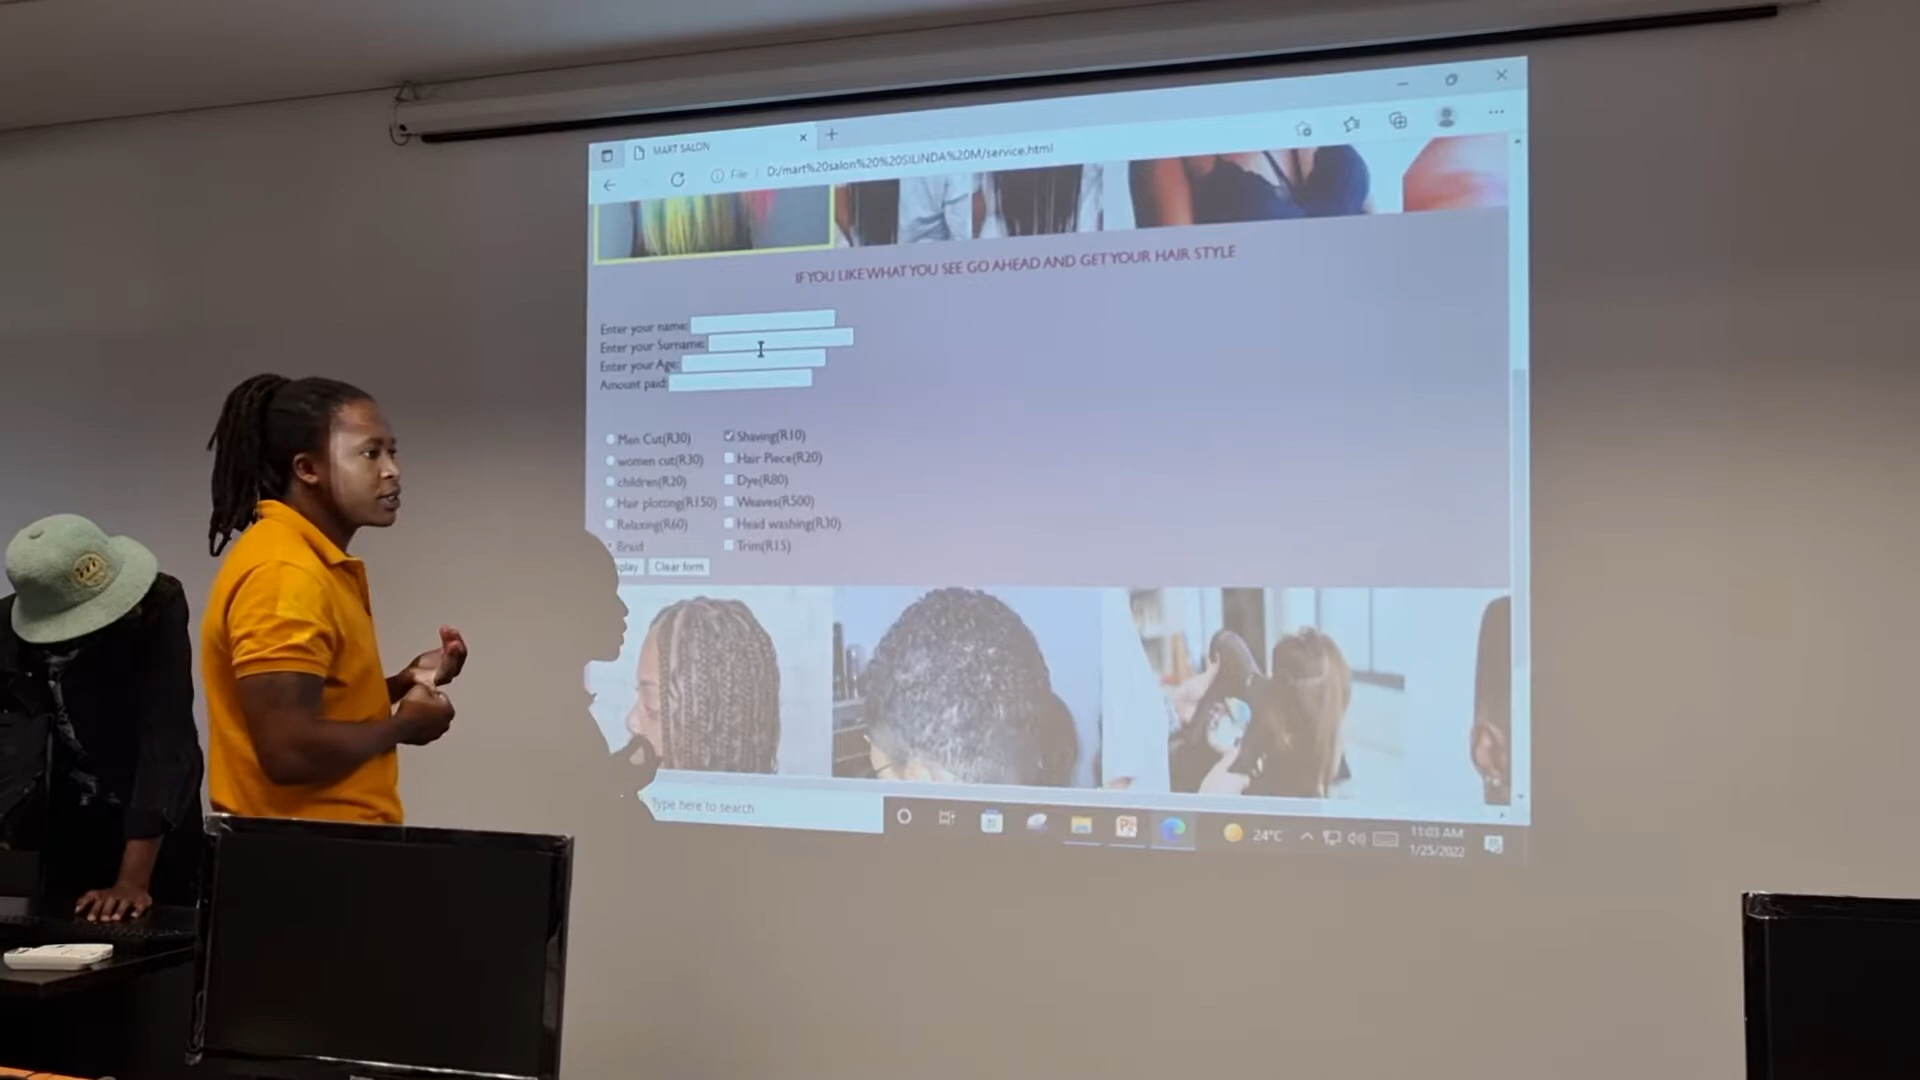 MART SALON
File D:/mart%20salon%20%20SILINDA%20M/service.html
IF YOU LIKE WHAT YOU SEE GO AHEAD AND GET YOUR HAIR STYLE
Enter your name:
Enter your Surname:
Enter your Age:
Amount paid:
Men Cut(R30) Shaving(R10)
women cut(R30) Hair Piece(R20)
children(R20) Dye(R80)
Hair plotting(R150) Weaves(R500)
Relaxing(R60) Head washing(R30)
Braid Trim(R15)
Clear form
Type here to search
24°C
11:03 AM
1/25/2022